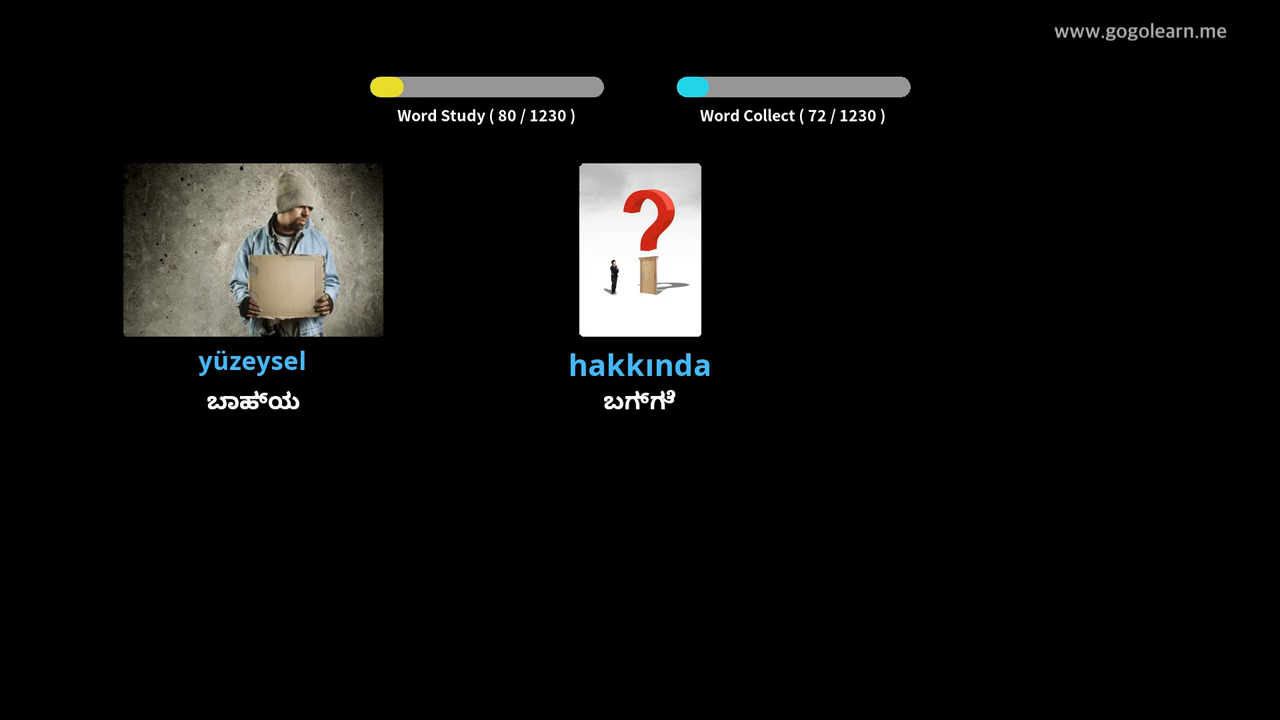 www.gogolearn.me
Word Study ( 80 / 1230 )
Word Collect ( 72 / 1230 )
yüzeysel
hakkında
ಬಾಹ್ಯ
ಬಗ್ಗೆ